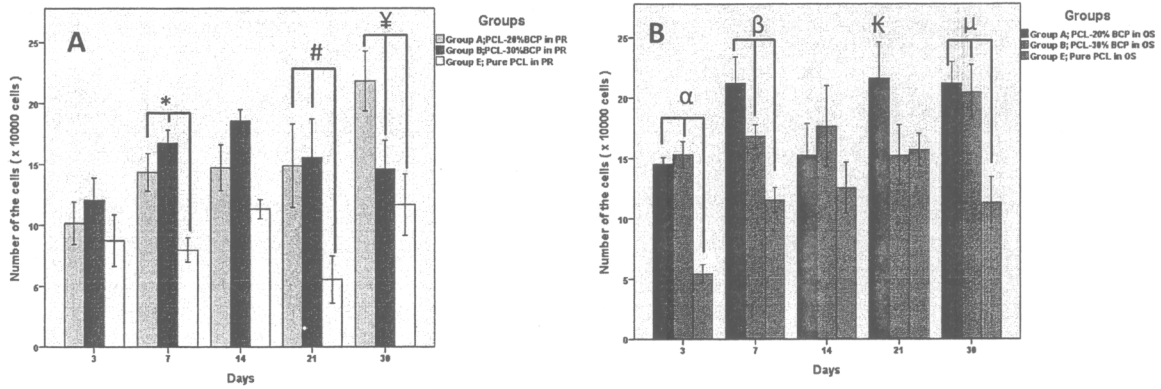 A
Groups
Group A;PCL-20%BCP in PR
Group B;PCL-30%BCP in PR
Group E; Pure PCL in PR
Number of the cells ( x 10000 cells)
25
20
15
10
5
0
*
#
¥
3
7
14
21
30
Days
B
Groups
Group A; PCL-20% BCP in OS
Group B; PCL-30% BCP in OS
Group E; Pure PCL in OS
Number of the cells ( x 10000 cells)
25
20
15
10
5
0
α
β
₭
μ
3
7
14
21
30
Days